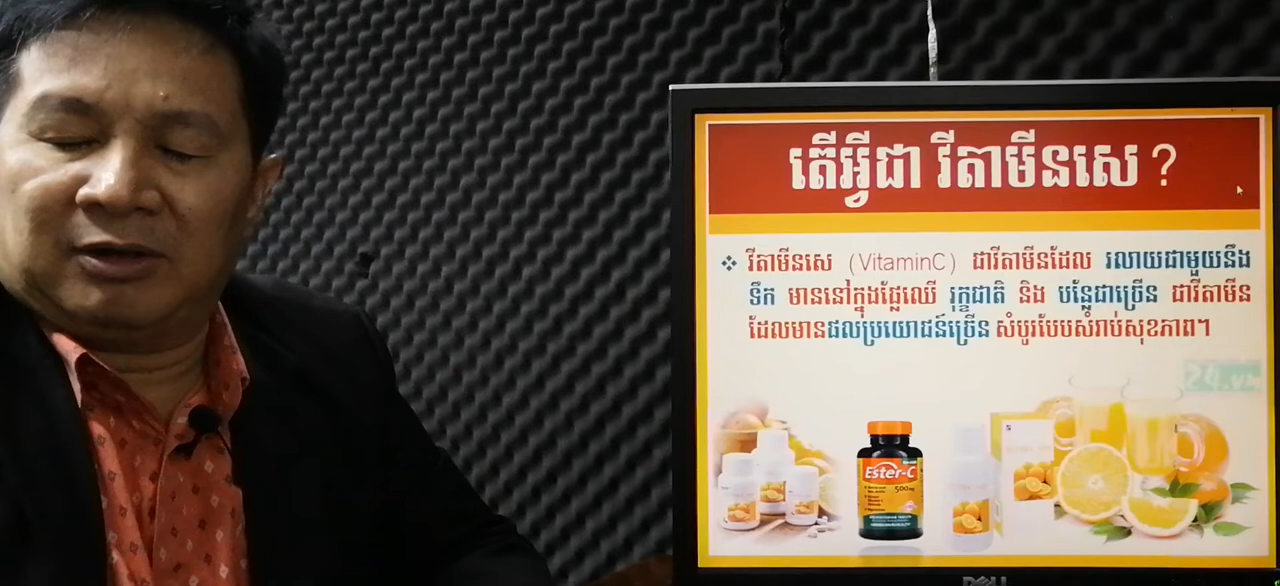 តើអ្វីជា វីតាមីនសេ ?
❖ វីតាមីនសេ (VitaminC) ជាវីតាមីនដែល រលាយជាមួយនឹង
ទឹក មាននៅក្នុងផ្លែឈើ រុក្ខជាតិ និង បន្លែជាច្រើន ជាវីតាមីន
ដែលមានផលប្រយោជន៍ច្រើន សំបូរបែបសំរាប់សុខភាព។
24.vn
Ester-C
500mg
DELL